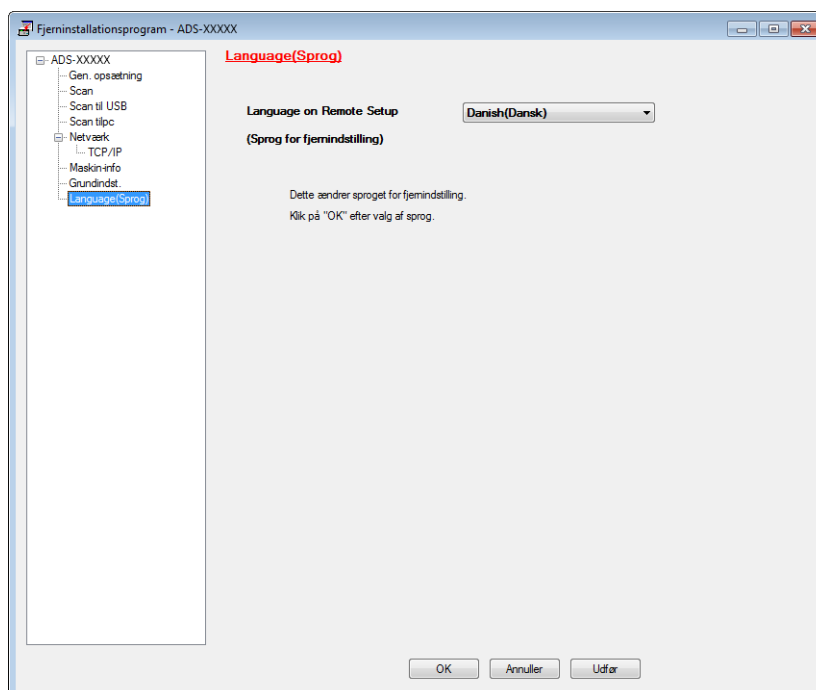 Fjerninstallationsprogram - ADS-XXXXX
ADS-XXXXX
Gen. opsætning
Scan
Scan til USB
Scan tilpc
Netværk
TCP/IP
Maskin-info
Grundindst.
Language(Sprog)
Language(Sprog)
Language on Remote Setup
Danish(Dansk)
(Sprog for fjernindstilling)
Dette ændrer sproget for fjernindstilling.
Klik på "OK" efter valg af sprog.
OK
Annuller
Udfør